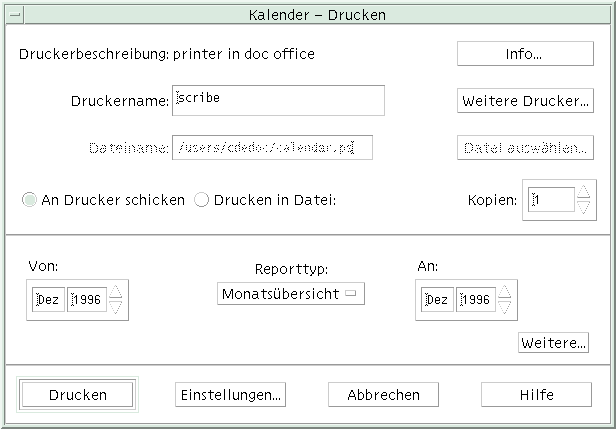 Kalender – Drucken
Druckerbeschreibung: printer in doc office Info...
Druckername: scribe Weitere Drucker...
Dateiname: /users/cdedoc/calendar.ps Datei auswählen...
An Drucker schicken Drucken in Datei: Kopien: 1
Von: Reporttyp: An:
Dez 1996 Monatsübersicht Dez 1996
Weitere...
Drucken Einstellungen... Abbrechen Hilfe